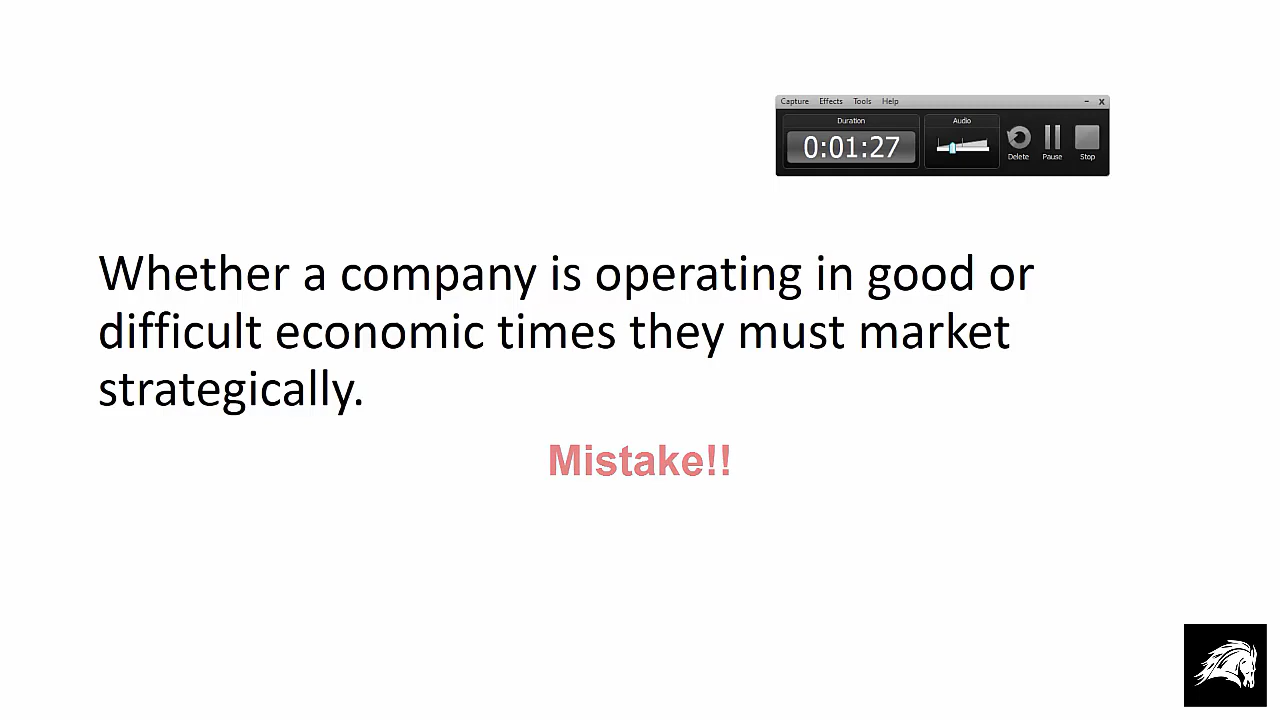 Capture Effects Tools Help - x
Duration Audio
0:01:27
Delete Pause Stop
Whether a company is operating in good or
difficult economic times they must market
strategically.
Mistake!!